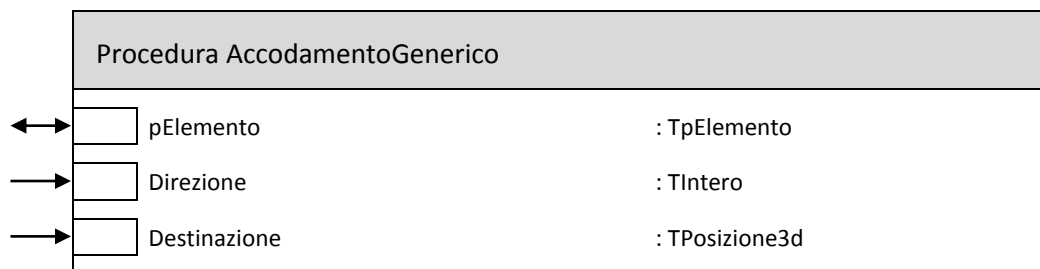 Procedura AccodamentoGenerico
pElemento : TpElemento
Direzione : TIntero
Destinazione : TPosizione3d